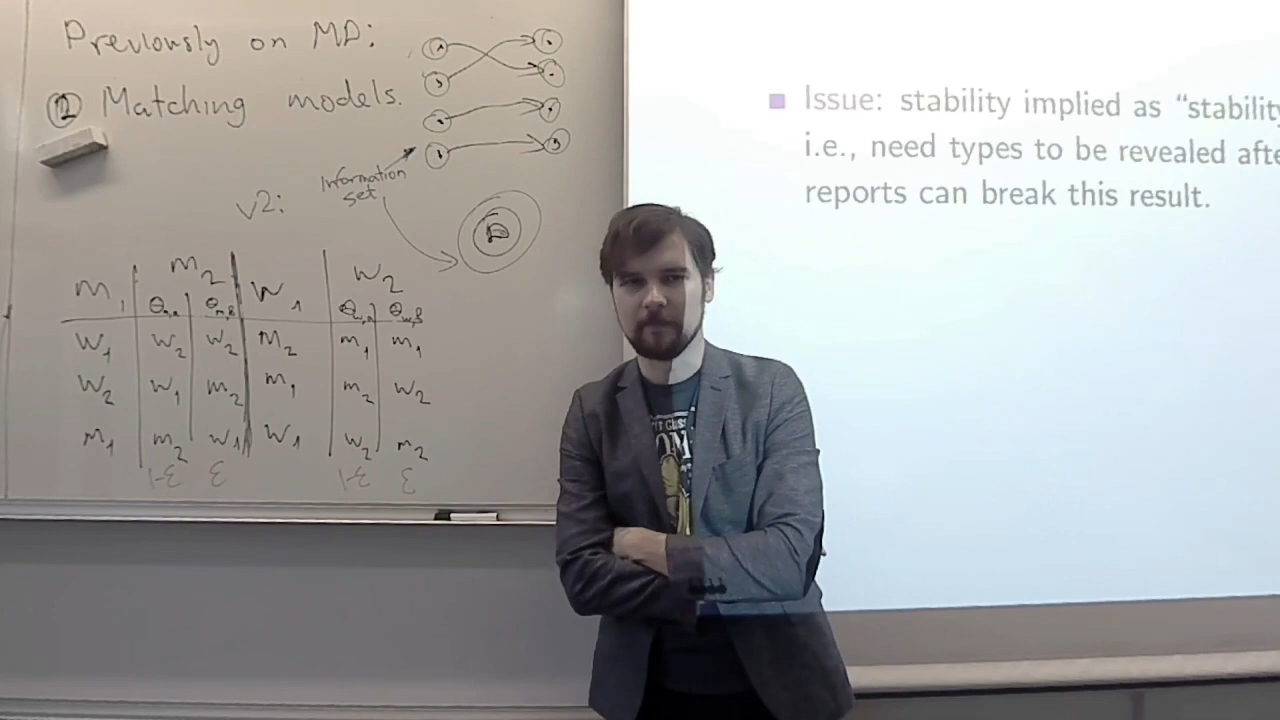 Previously on MD:
② Matching models.
Information
set
v2:
m₁ m₂ w₁ w₂
θm,α θm,β θw,α θw,β
w₁ w₂ w₂ m₂ m₁ m₁
w₂ w₁ m₂ m₁ m₂ w₂
m₁ m₂ w₁ w₁ w₂ m₂
1-ε ε 1-ε ε
Issue: stability implied as “stability
i.e., need types to be revealed afte
reports can break this result.